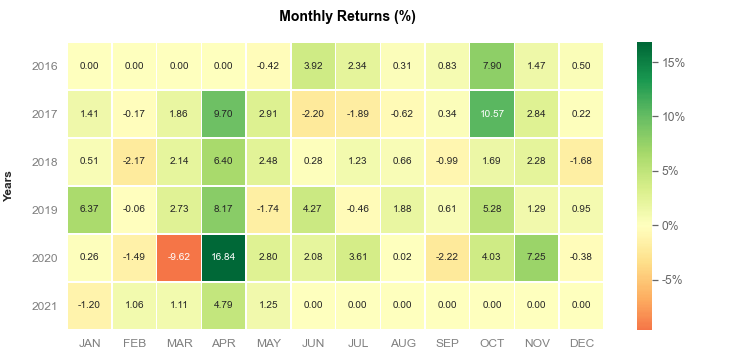 Monthly Returns (%)
Years
2016 0.00 0.00 0.00 0.00 -0.42 3.92 2.34 0.31 0.83 7.90 1.47 0.50
2017 1.41 -0.17 1.86 9.70 2.91 -2.20 -1.89 -0.62 0.34 10.57 2.84 0.22
2018 0.51 -2.17 2.14 6.40 2.48 0.28 1.23 0.66 -0.99 1.69 2.28 -1.68
2019 6.37 -0.06 2.73 8.17 -1.74 4.27 -0.46 1.88 0.61 5.28 1.29 0.95
2020 0.26 -1.49 -9.62 16.84 2.80 2.08 3.61 0.02 -2.22 4.03 7.25 -0.38
2021 -1.20 1.06 1.11 4.79 1.25 0.00 0.00 0.00 0.00 0.00 0.00 0.00
JAN FEB MAR APR MAY JUN JUL AUG SEP OCT NOV DEC
15%
10%
5%
0%
-5%